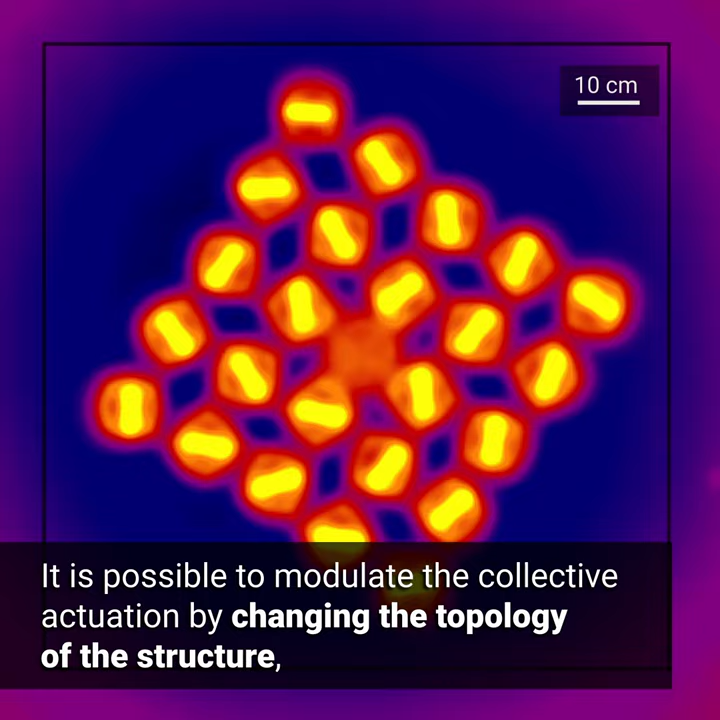 10 cm
It is possible to modulate the collective
actuation by changing the topology
of the structure,